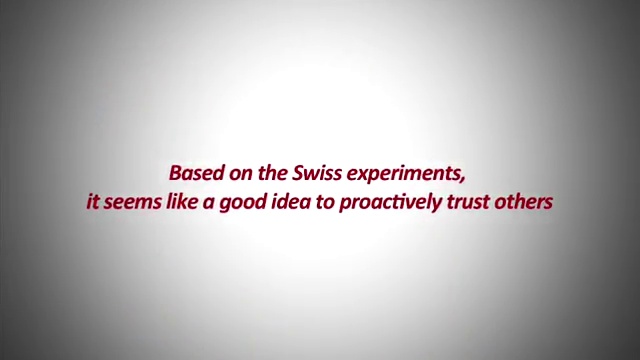 Based on the Swiss experiments,
it seems like a good idea to proactively trust others